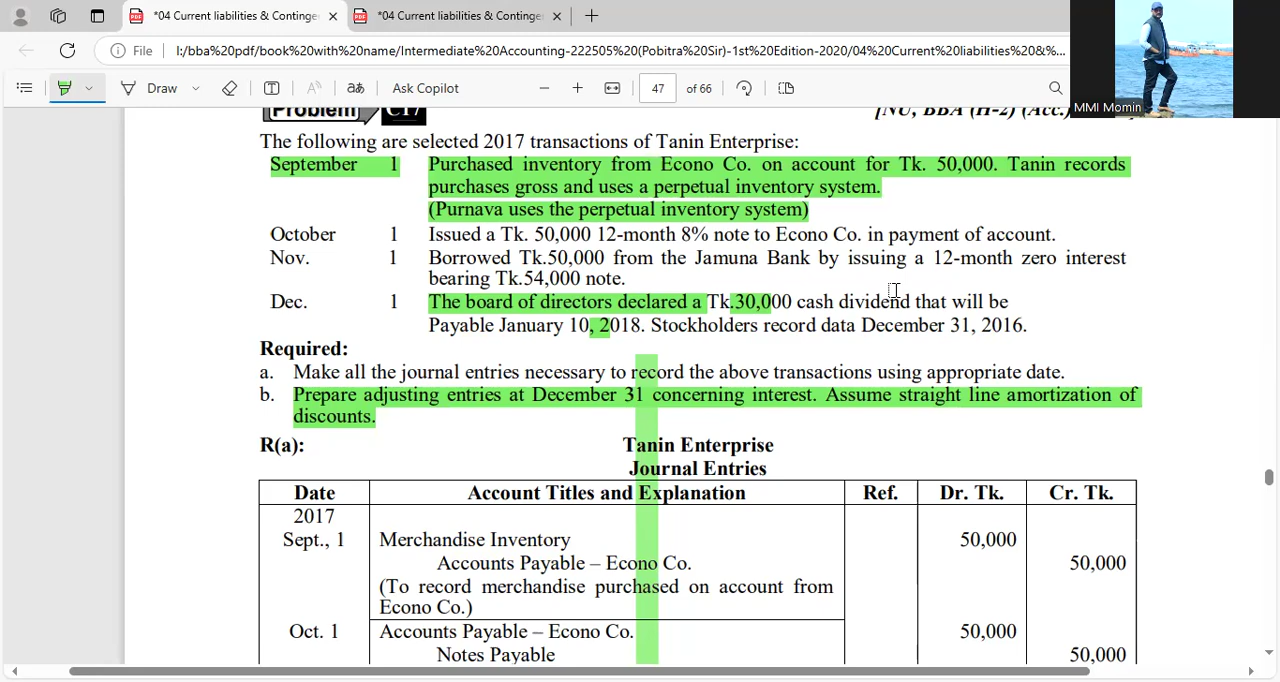 *04 Current liabilities & Continge
*04 Current liabilities & Continge
File
I:/bba%20pdf/book%20with%20name/Intermediate%20Accounting-222505%20(Pobitra%20Sir)-1st%20Edition-2020/04%20Current%20liabilities%20&%...
Draw
Ask Copilot
47 of 66
MMI Momin
Problem C17 [NU, BBA (H-2) (Acc.)
The following are selected 2017 transactions of Tanin Enterprise:
September 1 Purchased inventory from Econo Co. on account for Tk. 50,000. Tanin records
purchases gross and uses a perpetual inventory system.
(Purnava uses the perpetual inventory system)
October 1 Issued a Tk. 50,000 12-month 8% note to Econo Co. in payment of account.
Nov. 1 Borrowed Tk.50,000 from the Jamuna Bank by issuing a 12-month zero interest
bearing Tk.54,000 note.
Dec. 1 The board of directors declared a Tk.30,000 cash dividend that will be
Payable January 10, 2018. Stockholders record data December 31, 2016.
Required:
a. Make all the journal entries necessary to record the above transactions using appropriate date.
b. Prepare adjusting entries at December 31 concerning interest. Assume straight line amortization of
discounts.
R(a): Tanin Enterprise
Journal Entries
Date Account Titles and Explanation Ref. Dr. Tk. Cr. Tk.
2017
Sept., 1 Merchandise Inventory 50,000
Accounts Payable – Econo Co. 50,000
(To record merchandise purchased on account from
Econo Co.)
Oct. 1 Accounts Payable – Econo Co. 50,000
Notes Payable 50,000